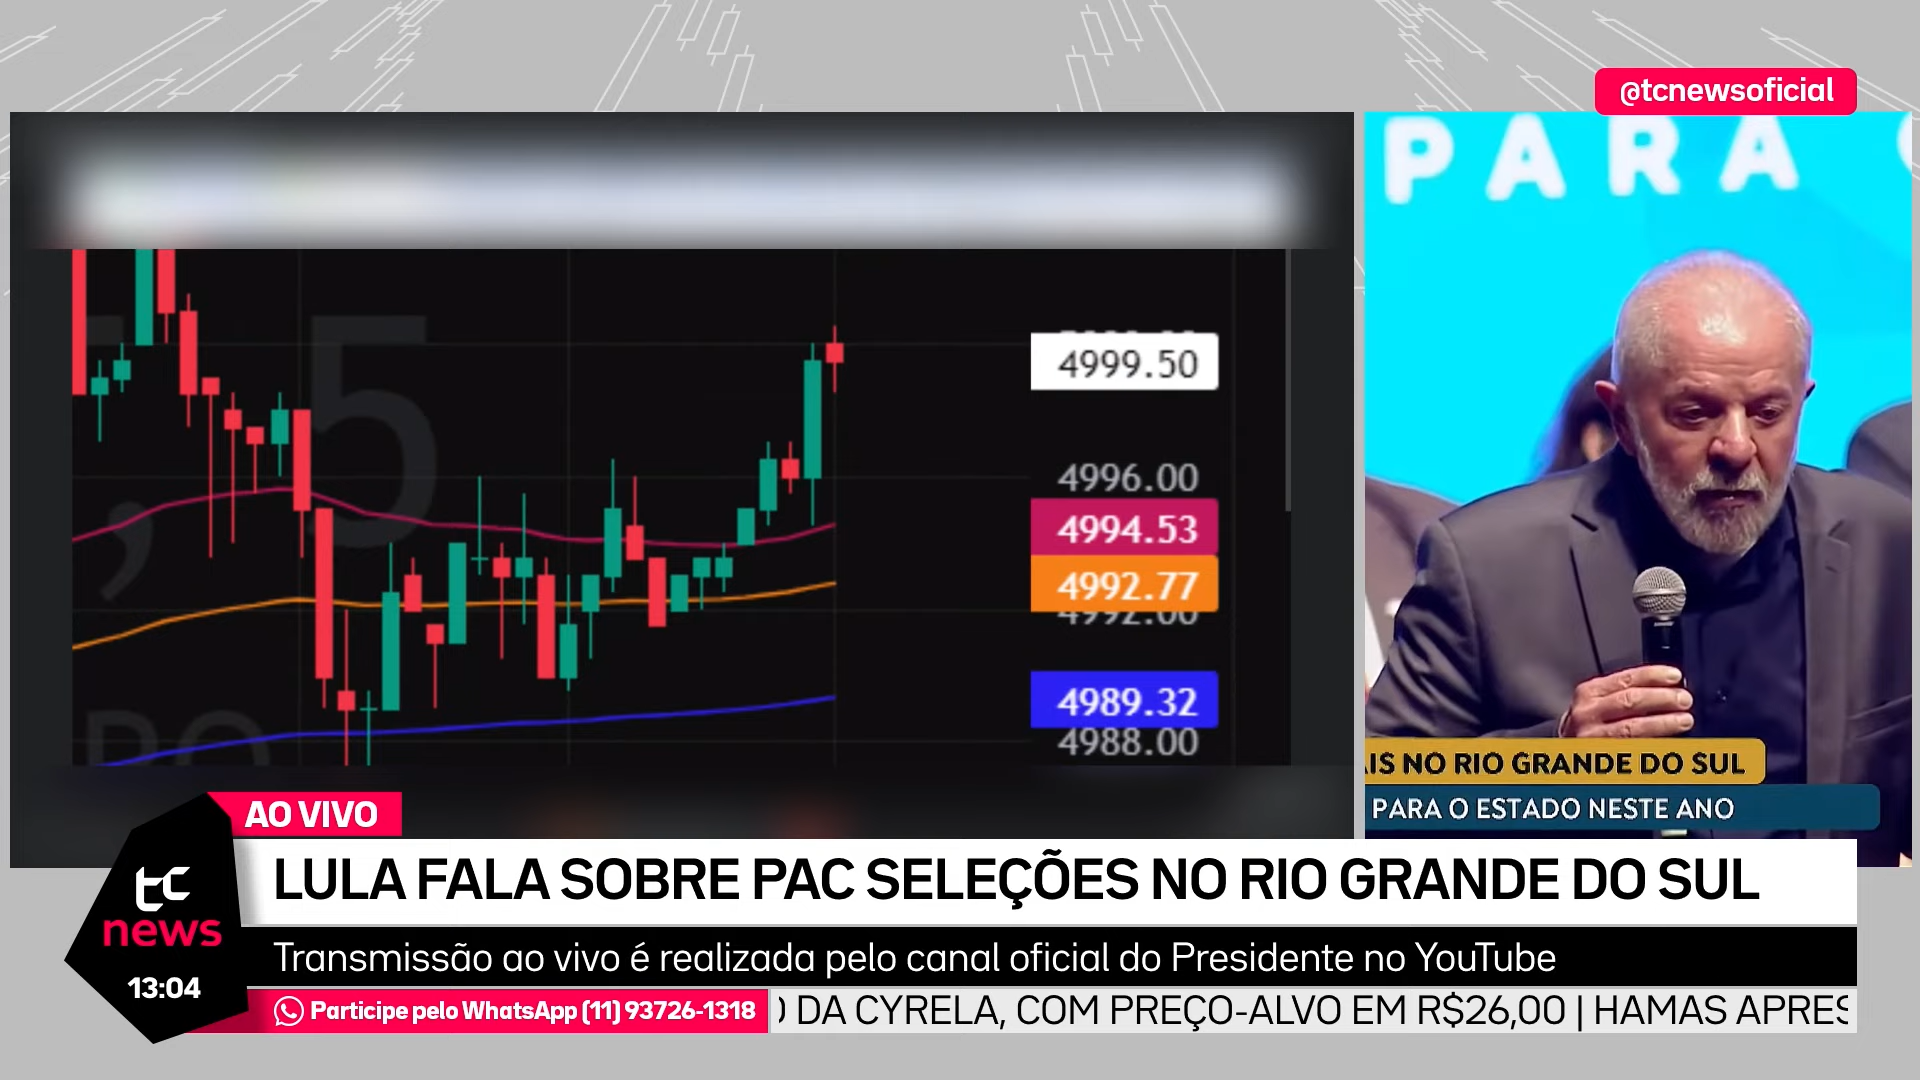 @tcnewsoficial
PARA
, 5
4999.50
4996.00
4994.53
4992.77
4992.00
4989.32
4988.00
IS NO RIO GRANDE DO SUL
PARA O ESTADO NESTE ANO
AO VIVO
LULA FALA SOBRE PAC SELEÇÕES NO RIO GRANDE DO SUL
Transmissão ao vivo é realizada pelo canal oficial do Presidente no YouTube
tc
news
13:04
Participe pelo WhatsApp (11) 93726-1318
DA CYRELA, COM PREÇO-ALVO EM R$26,00 | HAMAS APRES